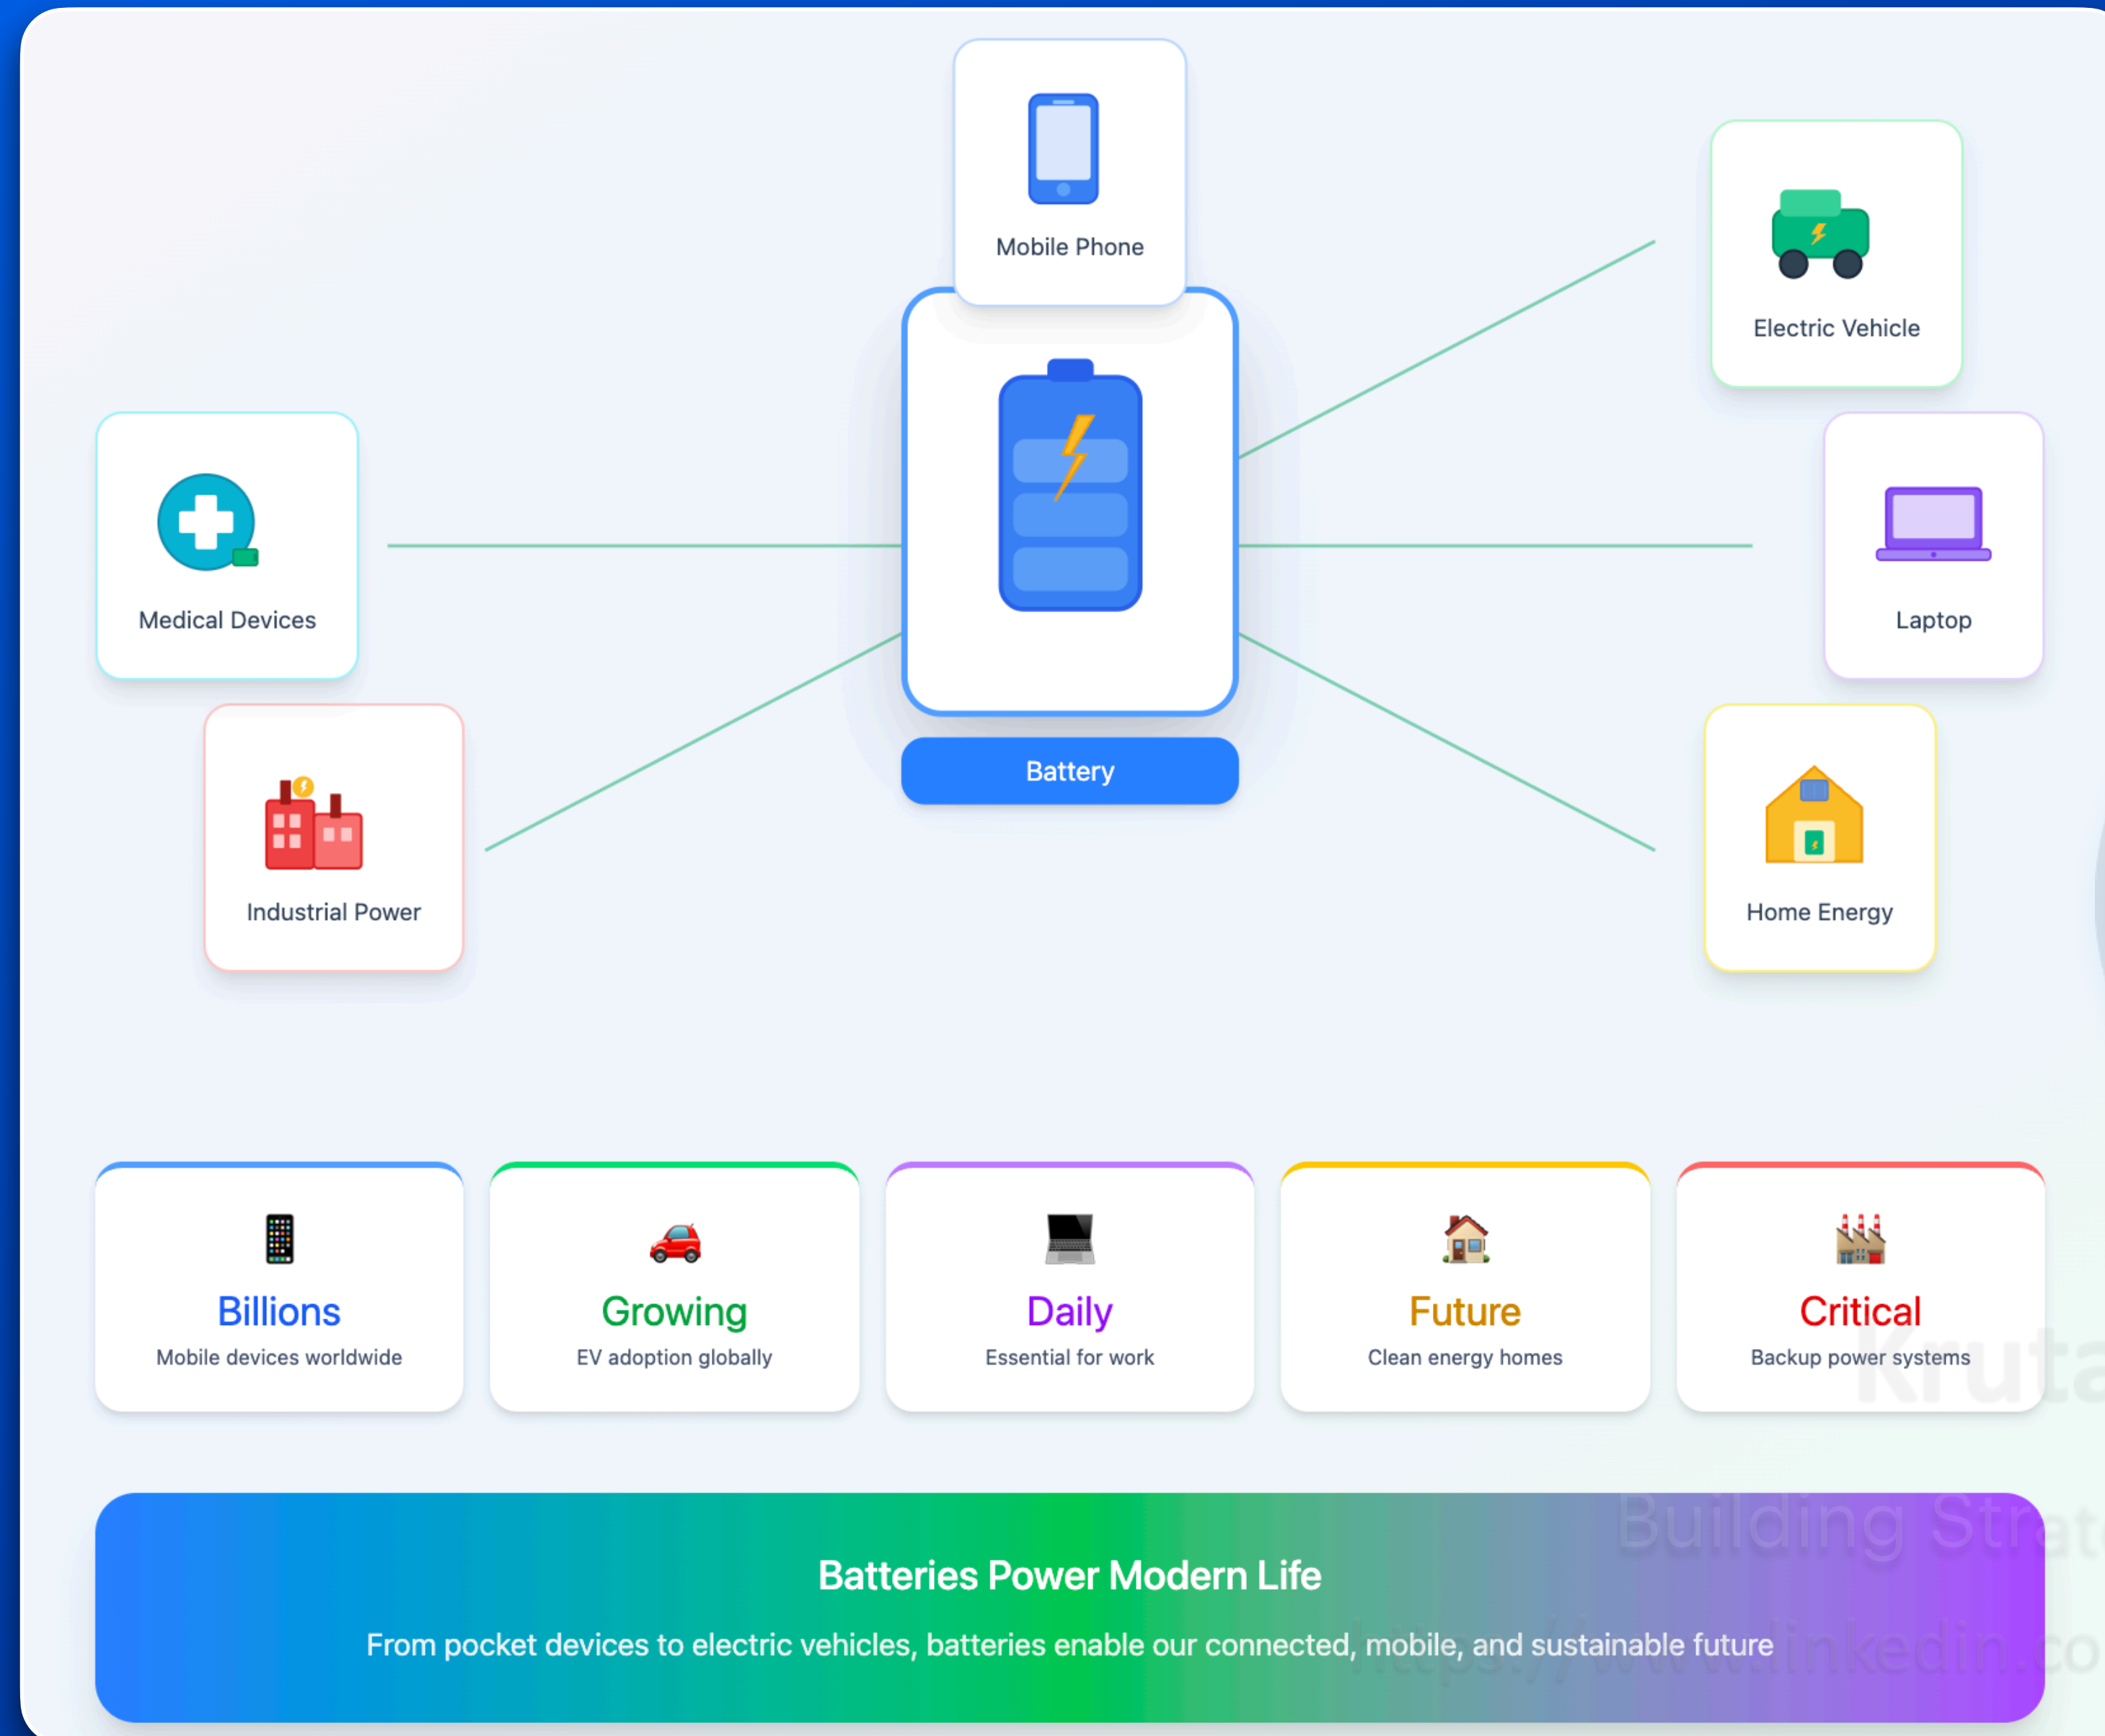 Mobile Phone
Electric Vehicle
Medical Devices
Laptop
Battery
Industrial Power
Home Energy
Billions
Mobile devices worldwide
Growing
EV adoption globally
Daily
Essential for work
Future
Clean energy homes
Critical
Backup power systems
Batteries Power Modern Life
From pocket devices to electric vehicles, batteries enable our connected, mobile, and sustainable future
Building